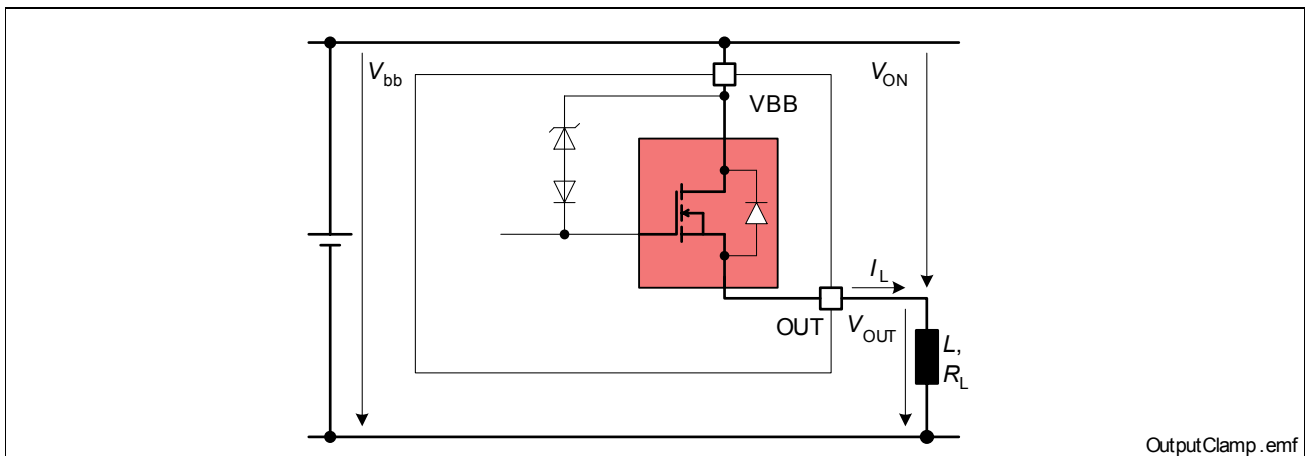 V_bb
V_ON
VBB
I_L
OUT
V_OUT
L,
R_L
OutputClamp.emf